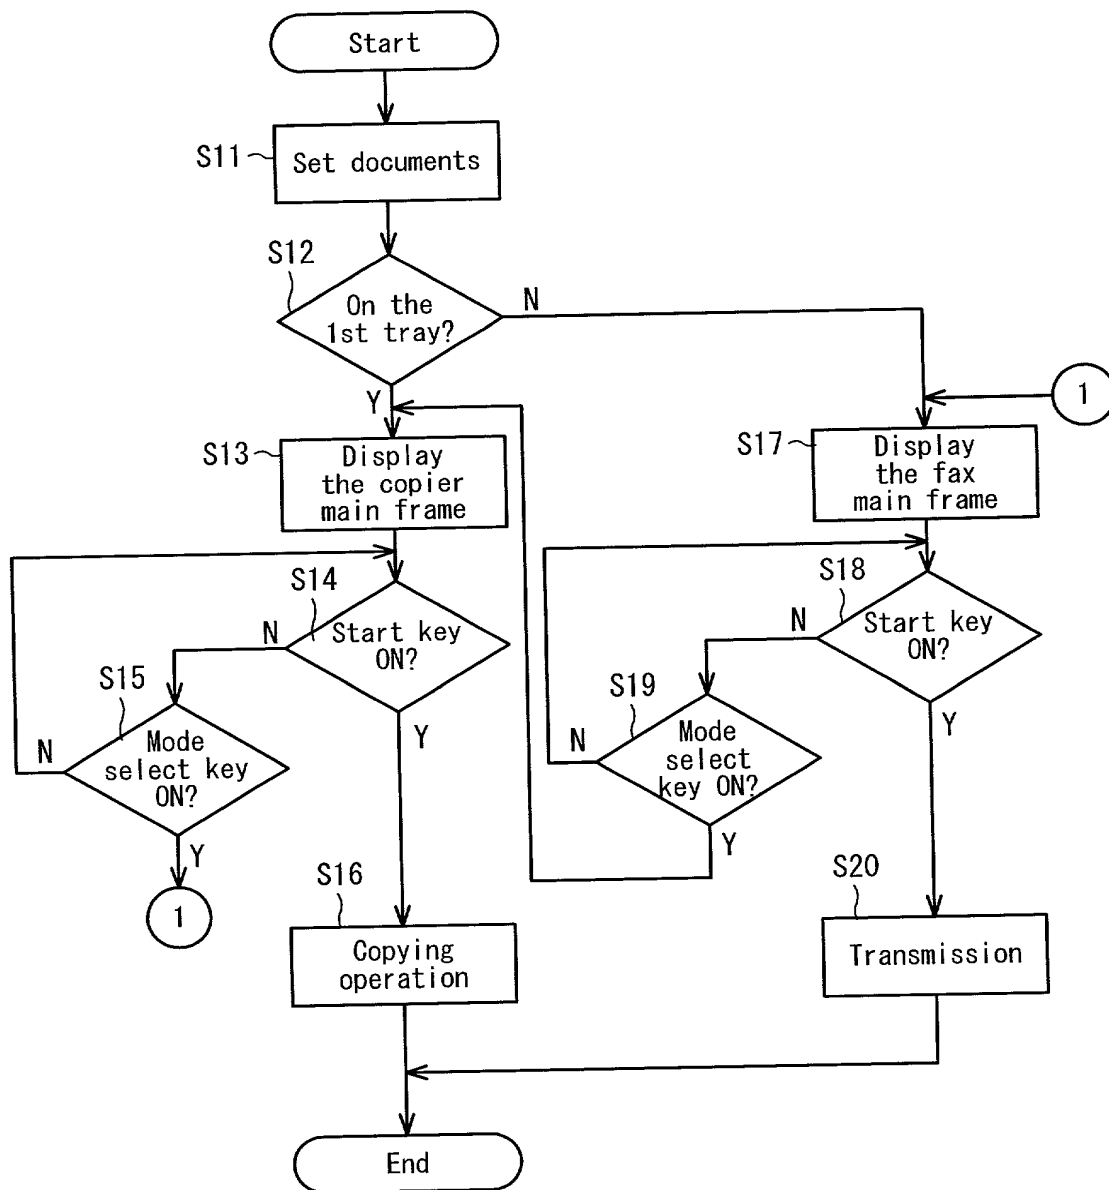 Start
S11
Set documents
S12
On the
1st tray?
N
Y
1
S13
Display
the copier
main frame
S17
Display
the fax
main frame
S14
Start key
ON?
N
Y
S18
Start key
ON?
N
Y
S15
Mode
select key
ON?
N
Y
1
S19
Mode
select
key ON?
N
Y
S16
Copying
operation
S20
Transmission
End